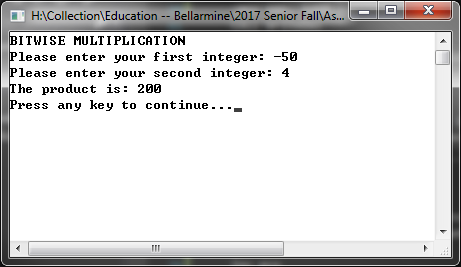 H:\Collection\Education -- Bellarmine\2017 Senior Fall\As...
BITWISE MULTIPLICATION
Please enter your first integer: -50
Please enter your second integer: 4
The product is: 200
Press any key to continue...